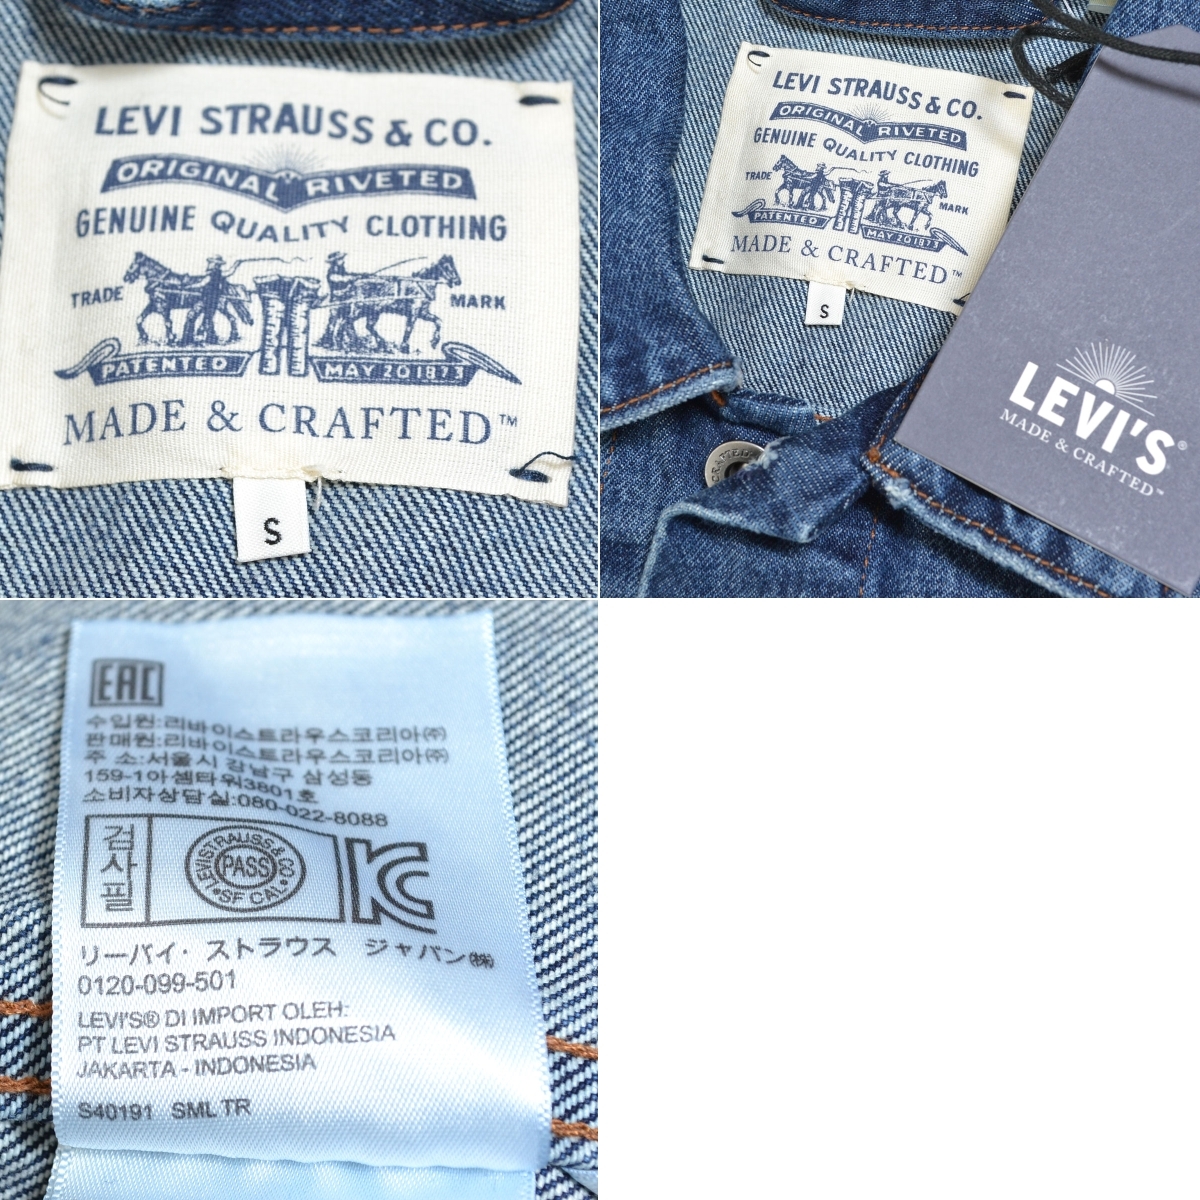 LEVI STRAUSS & CO.
ORIGINAL RIVETED
GENUINE QUALITY CLOTHING
TRADE MARK
PATENTED MAY 20 1873
MADE & CRAFTED™
S
LEVI STRAUSS & CO.
ORIGINAL RIVETED
GENUINE QUALITY CLOTHING
TRADE MARK
PATENTED MAY 20 1873
MADE & CRAFTED™
S
CRAFTED
LEVI'S®
MADE & CRAFTED™
EAC
수입원:리바이스트라우스코리아㈜
판매원:리바이스트라우스코리아㈜
주 소:서울시 강남구 삼성동
159-1아셈타워3801호
소비자상담실:080-022-8088
검사필
LEVI STRAUSS & CO
PASS
SF CAL
KC
リーバイ・ストラウス ジャパン㈱
0120-099-501
LEVI'S® DI IMPORT OLEH:
PT LEVI STRAUSS INDONESIA
JAKARTA - INDONESIA
S40191 SML TR